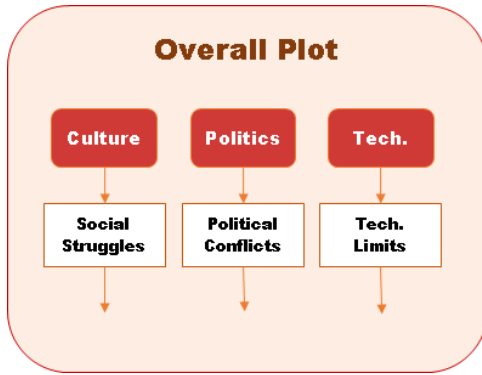 Overall Plot
Culture
Politics
Tech.
Social
Struggles
Political
Conflicts
Tech.
Limits